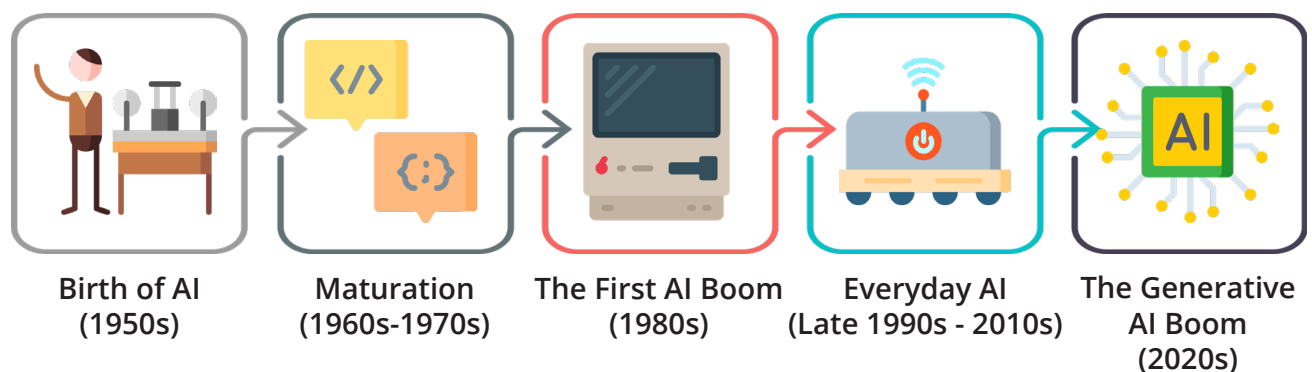 </>
{;}
AI
Birth of AI
(1950s)
Maturation
(1960s-1970s)
The First AI Boom
(1980s)
Everyday AI
(Late 1990s - 2010s)
The Generative
AI Boom
(2020s)